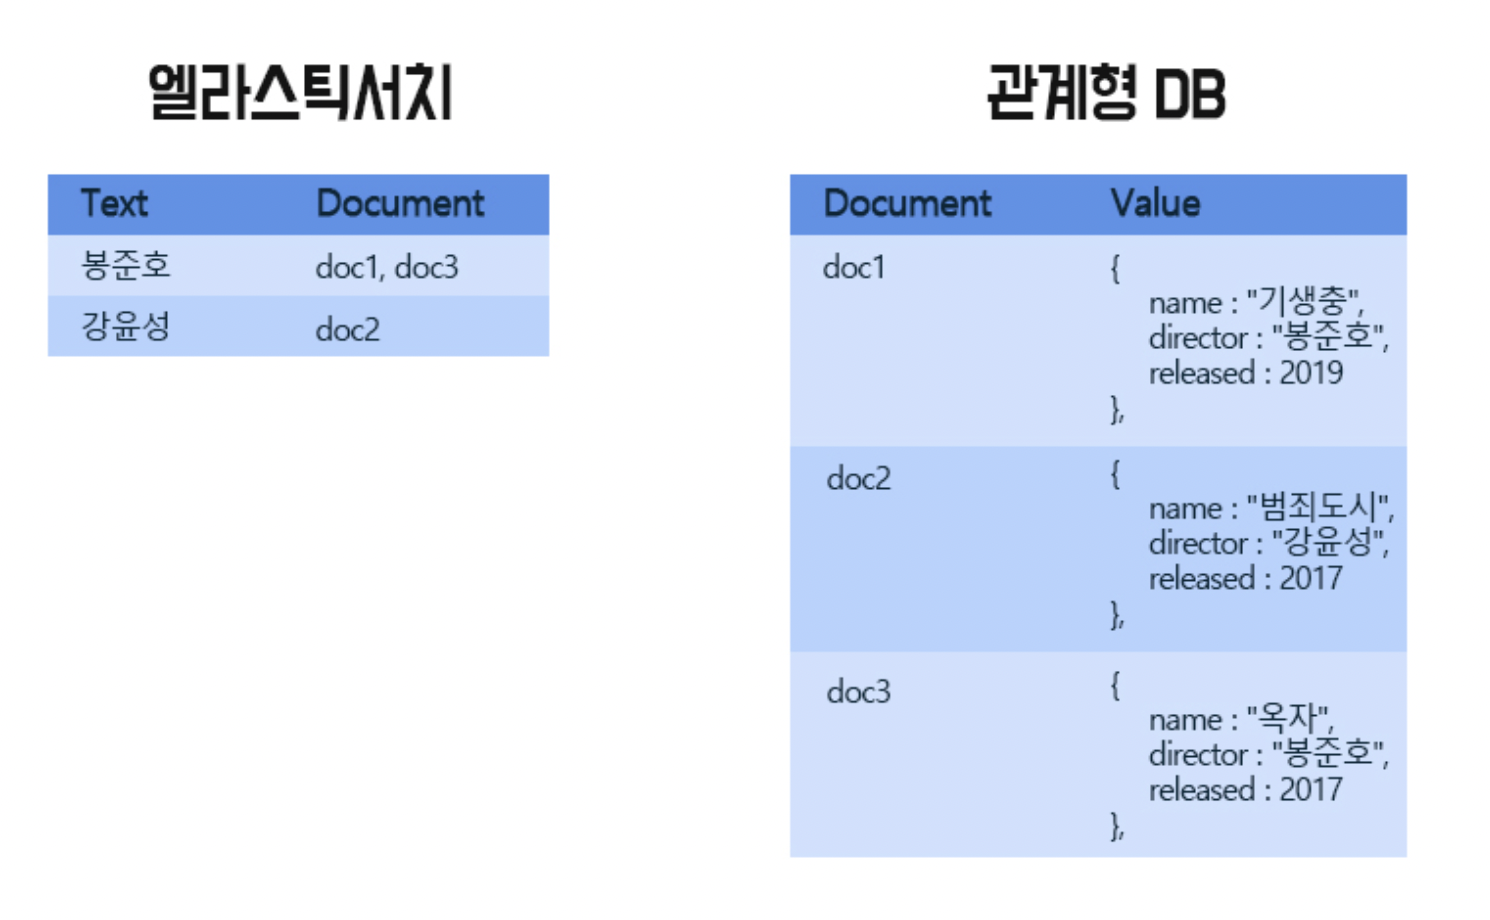 엘라스틱서치
Text Document
봉준호 doc1, doc3
강윤성 doc2
관계형 DB
Document Value
doc1 {
name : "기생충",
director : "봉준호",
released : 2019
},
doc2 {
name : "범죄도시",
director : "강윤성",
released : 2017
},
doc3 {
name : "옥자",
director : "봉준호",
released : 2017
},